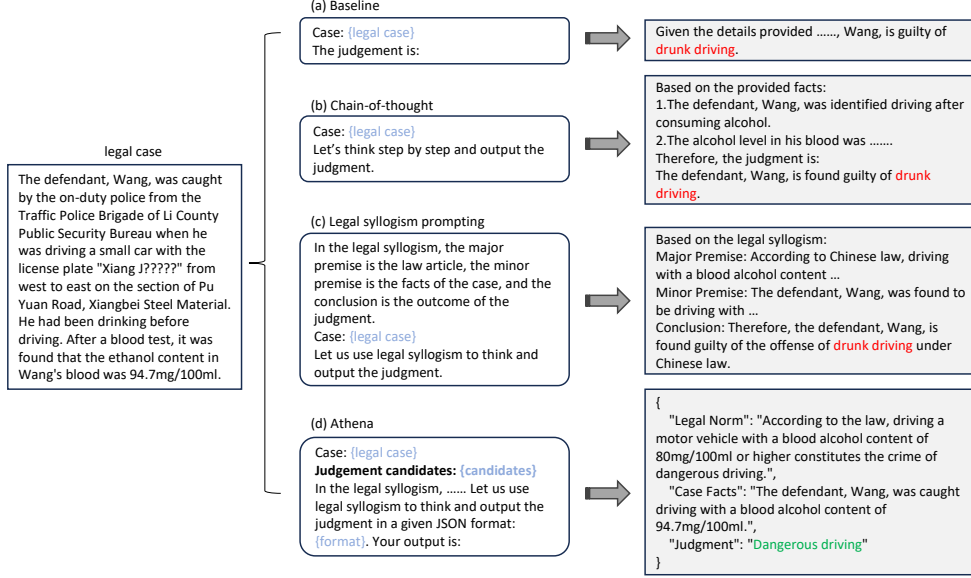 legal case
The defendant, Wang, was caught
by the on-duty police from the
Traffic Police Brigade of Li County
Public Security Bureau when he
was driving a small car with the
license plate "Xiang J?????" from
west to east on the section of Pu
Yuan Road, Xiangbei Steel Material.
He had been drinking before
driving. After a blood test, it was
found that the ethanol content in
Wang's blood was 94.7mg/100ml.
(a) Baseline
Case: {legal case}
The judgement is:
Given the details provided ......, Wang, is guilty of
drunk driving.
(b) Chain-of-thought
Case: {legal case}
Let's think step by step and output the
judgment.
Based on the provided facts:
1.The defendant, Wang, was identified driving after
consuming alcohol.
2.The alcohol level in his blood was .......
Therefore, the judgment is:
The defendant, Wang, is found guilty of drunk
driving.
(c) Legal syllogism prompting
In the legal syllogism, the major
premise is the law article, the minor
premise is the facts of the case, and the
conclusion is the outcome of the
judgment.
Case: {legal case}
Let us use legal syllogism to think and
output the judgment.
Based on the legal syllogism:
Major Premise: According to Chinese law, driving
with a blood alcohol content ...
Minor Premise: The defendant, Wang, was found to
be driving with ...
Conclusion: Therefore, the defendant, Wang, is
found guilty of the offense of drunk driving under
Chinese law.
(d) Athena
Case: {legal case}
Judgement candidates: {candidates}
In the legal syllogism, ...... Let us use
legal syllogism to think and output the
judgment in a given JSON format:
{format}. Your output is:
{
"Legal Norm": "According to the law, driving a
motor vehicle with a blood alcohol content of
80mg/100ml or higher constitutes the crime of
dangerous driving.",
"Case Facts": "The defendant, Wang, was caught
driving with a blood alcohol content of
94.7mg/100ml.",
"Judgment": "Dangerous driving"
}